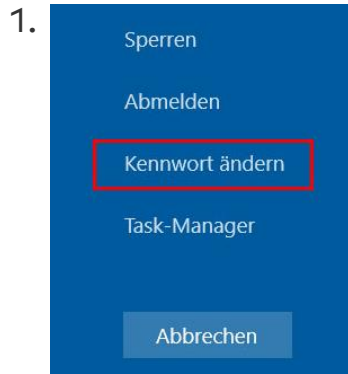 1.
Sperren
Abmelden
Kennwort ändern
Task-Manager
Abbrechen